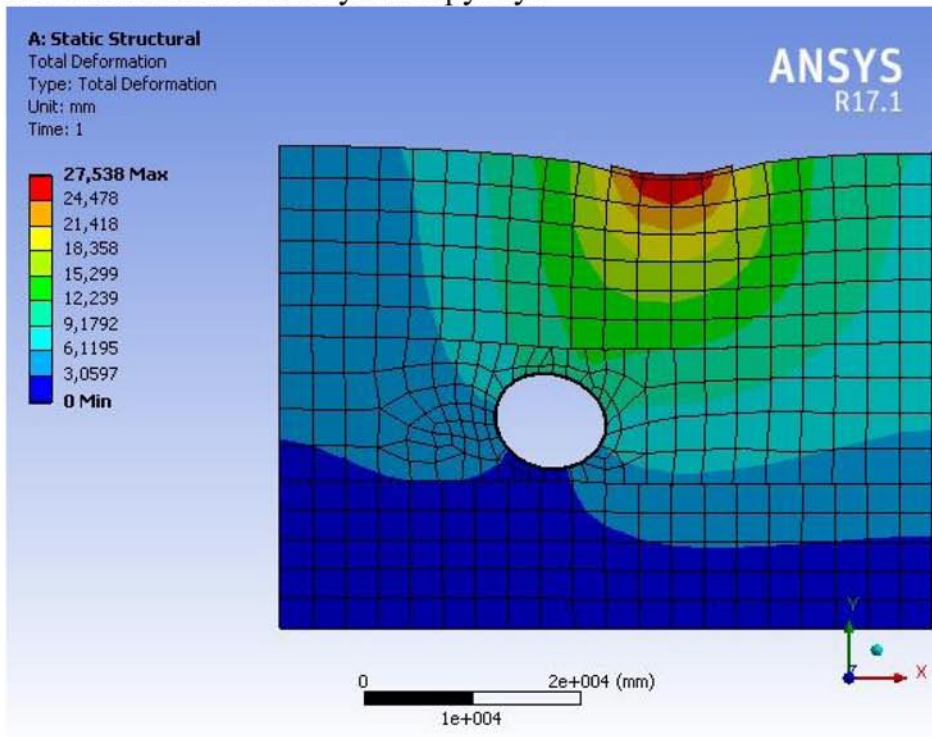 A: Static Structural
Total Deformation
Type: Total Deformation
Unit: mm
Time: 1
ANSYS
R17.1
27,538 Max
24,478
21,418
18,358
15,299
12,239
9,1792
6,1195
3,0597
0 Min
Y
X
Z
0
2e+004 (mm)
1e+004